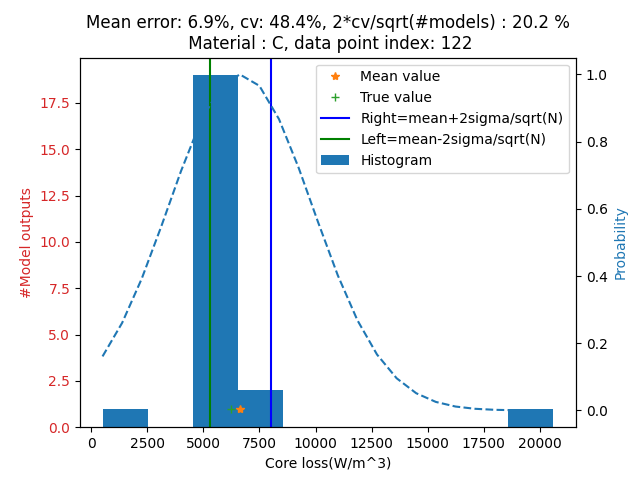 Mean error: 6.9%, cv: 48.4%, 2*cv/sqrt(#models) : 20.2 %
Material : C, data point index: 122
Mean value
True value
Right=mean+2sigma/sqrt(N)
Left=mean-2sigma/sqrt(N)
Histogram
17.5
15.0
12.5
10.0
7.5
5.0
2.5
0.0
#Model outputs
1.0
0.8
0.6
0.4
0.2
0.0
Probability
0 2500 5000 7500 10000 12500 15000 17500 20000
Core loss(W/m^3)